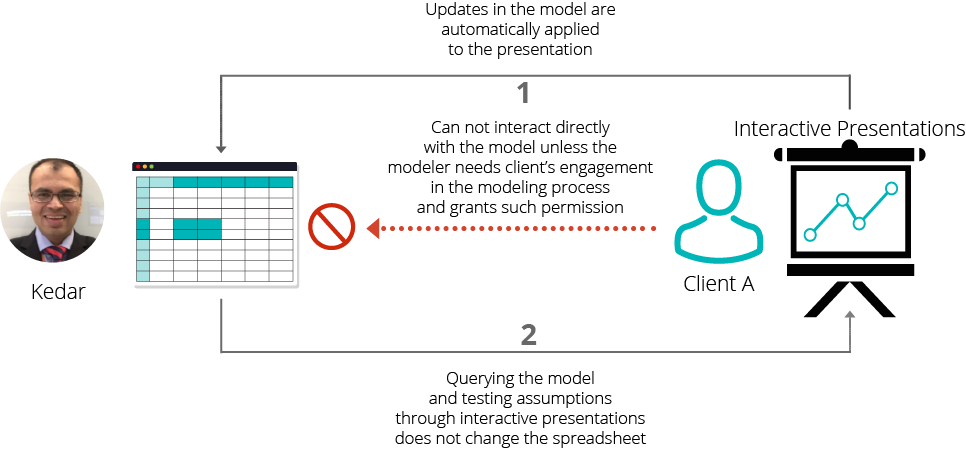 Updates in the model are
automatically applied
to the presentation
1
Can not interact directly
with the model unless the
modeler needs client's engagement
in the modeling process
and grants such permission
Interactive Presentations
Kedar
Client A
2
Querying the model
and testing assumptions
through interactive presentations
does not change the spreadsheet